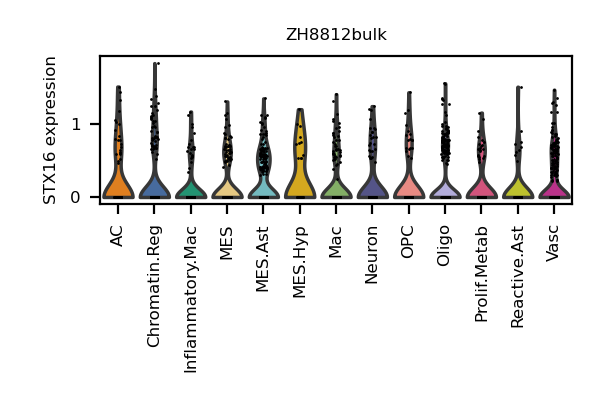 ZH8812bulk
STX16 expression
1
0
AC
Chromatin.Reg
Inflammatory.Mac
MES
MES.Ast
MES.Hyp
Mac
Neuron
OPC
Oligo
Prolif.Metab
Reactive.Ast
Vasc